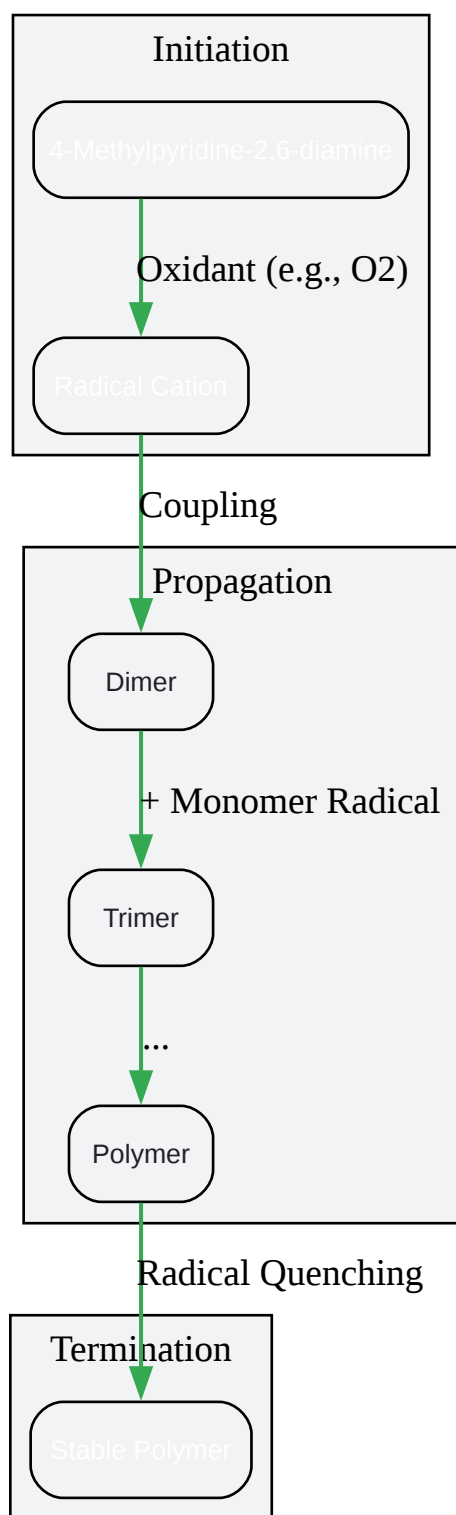 Initiation
4-Methylpyridine-2,6-diamine
Oxidant (e.g., O2)
Radical Cation
Coupling
Propagation
Dimer
+ Monomer Radical
Trimer
...
Polymer
Radical Quenching
Termination
Stable Polymer